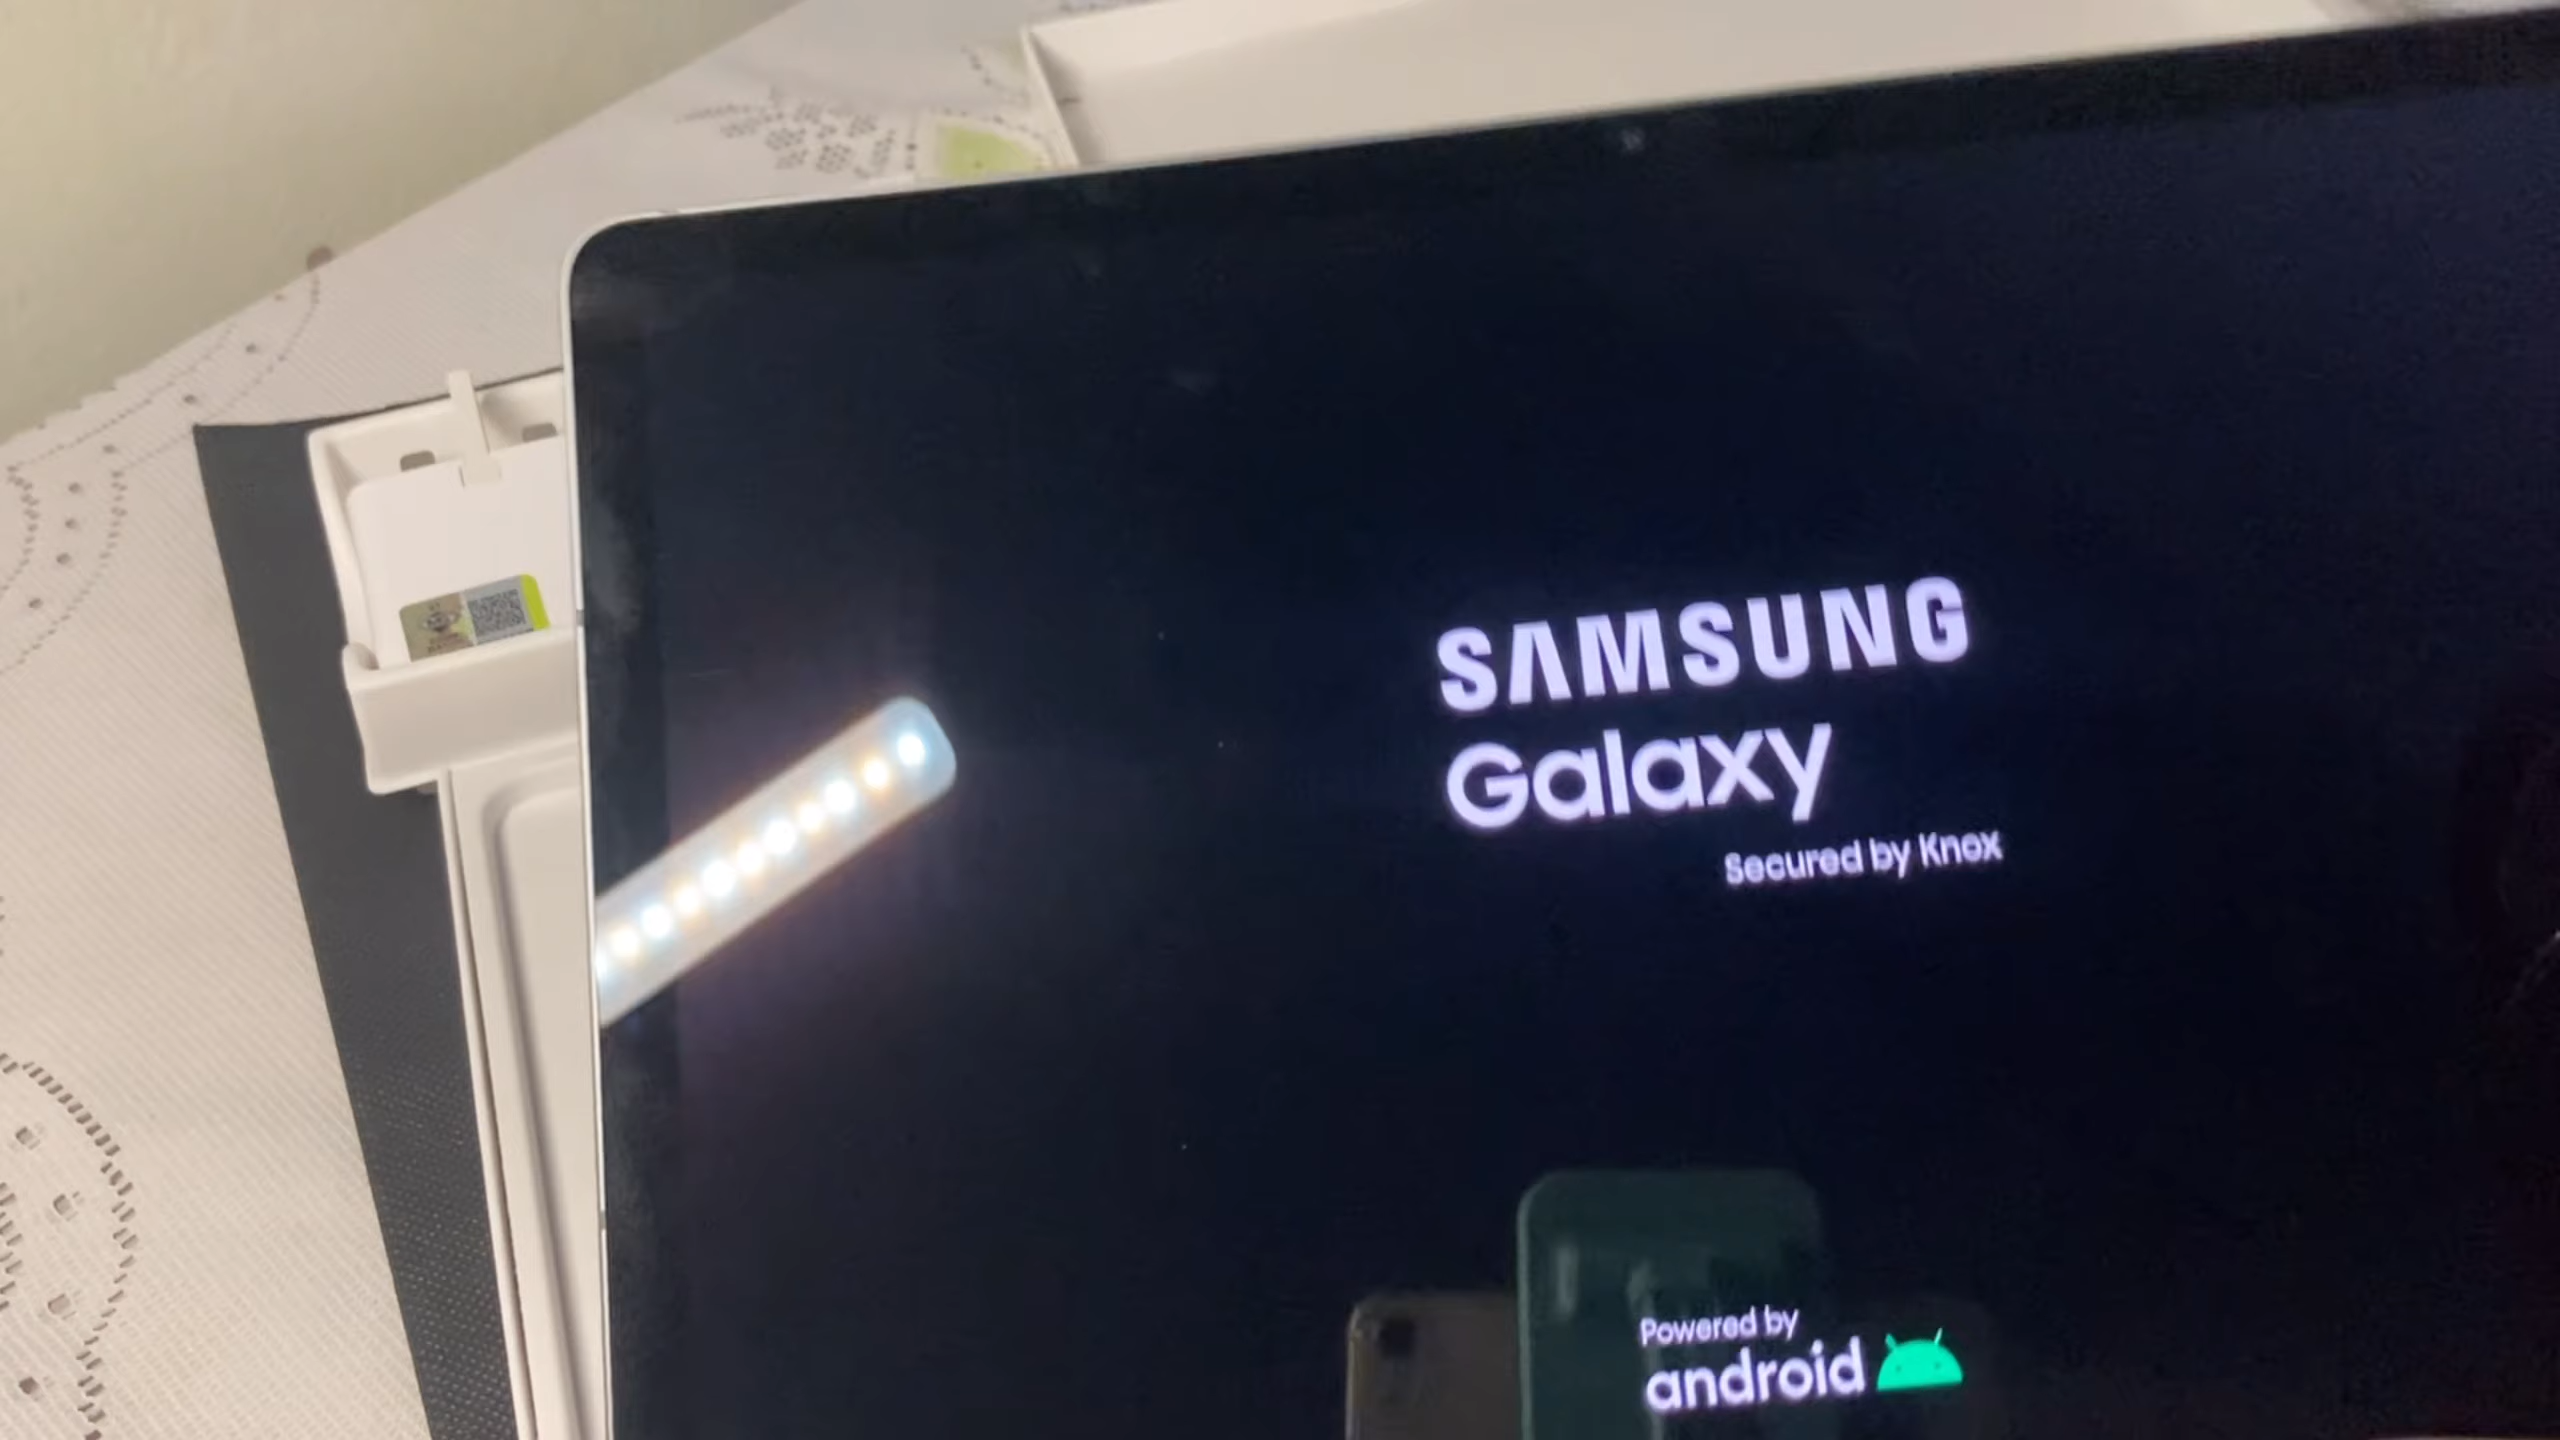 SAMSUNG
Galaxy
Secured by Knox
Powered by
android